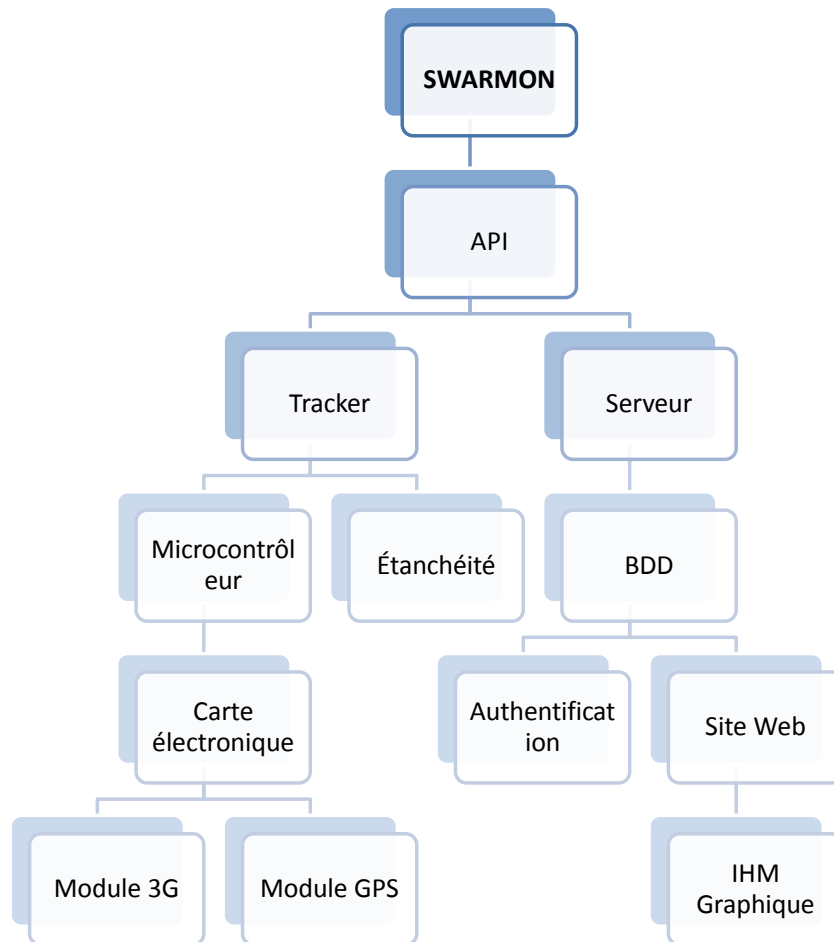 SWARMON
API
Tracker
Serveur
Microcontrôl
eur
Étanchéité
BDD
Carte
électronique
Authentificat
ion
Site Web
Module 3G
Module GPS
IHM
Graphique